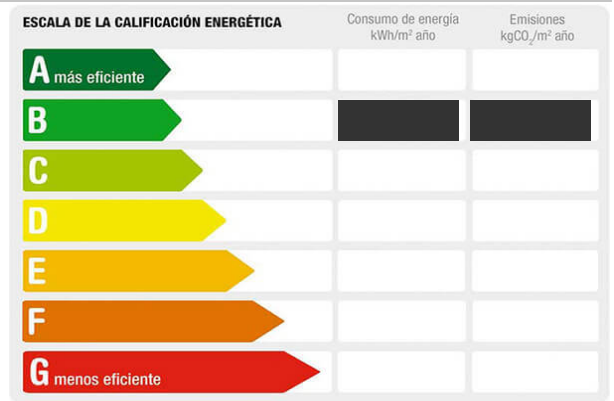 ESCALA DE LA CALIFICACIÓN ENERGÉTICA
Consumo de energía
kWh/m² año
Emisiones
kgCO₂/m² año
A más eficiente
B
C
D
E
F
G menos eficiente